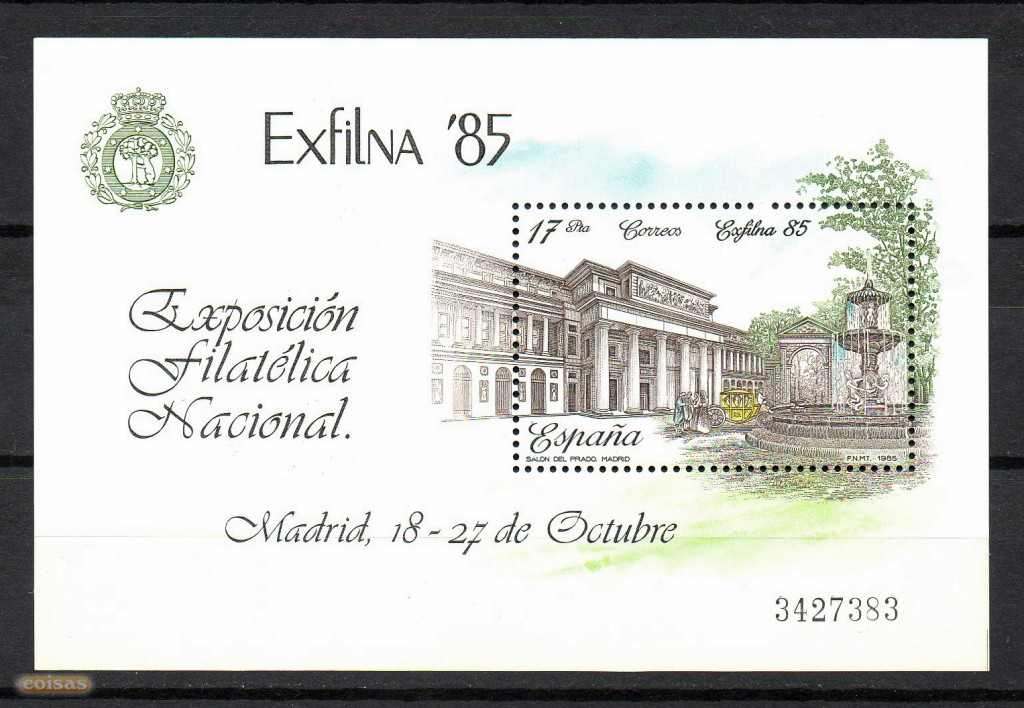 Exfilna '85
17 Pta Correos Exfilna 85
Exposición
Filatélica
Nacional.
España
SALON DEL PRADO. MADRID
F.N.M.T. 1985
Madrid, 18 - 27 de Octubre
3427383
eoisas